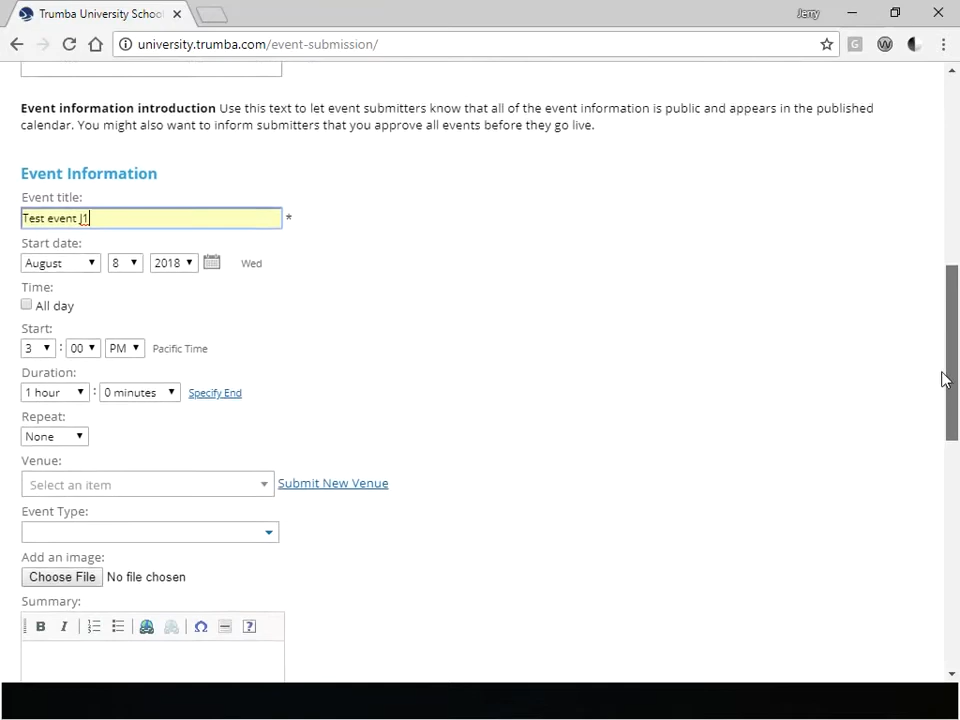 Trumba University School
Jerry
university.trumba.com/event-submission/
Event information introduction Use this text to let event submitters know that all of the event information is public and appears in the published
calendar. You might also want to inform submitters that you approve all events before they go live.
Event Information
Event title:
Test event J1 *
Start date:
August 8 2018 Wed
Time:
All day
Start:
3 : 00 PM Pacific Time
Duration:
1 hour : 0 minutes Specify End
Repeat:
None
Venue:
Select an item Submit New Venue
Event Type:
Add an image:
Choose File No file chosen
Summary:
B I Ω ?